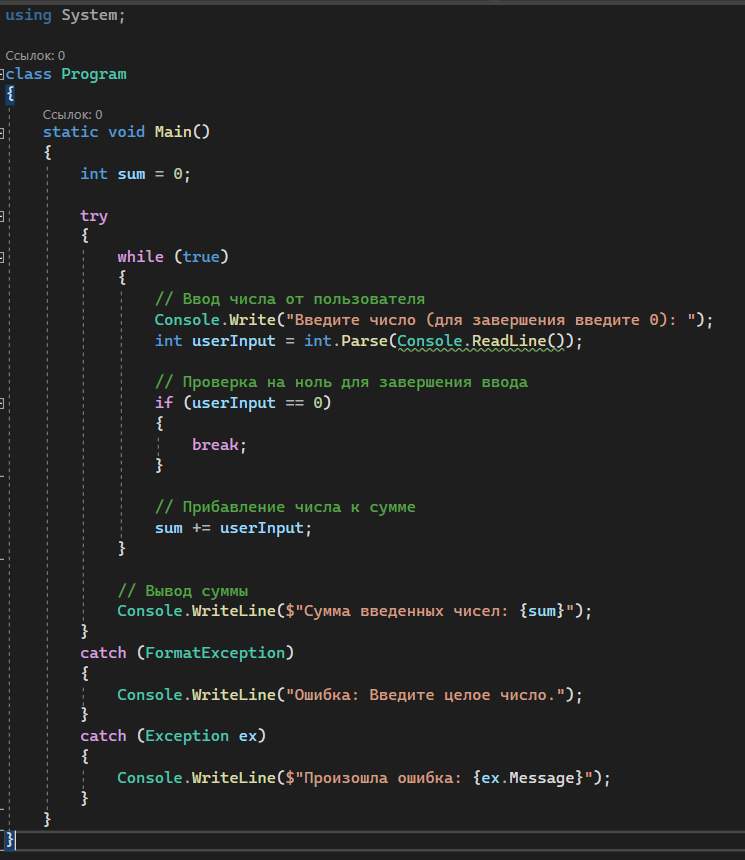 using System;
Ссылок: 0
class Program
{
Ссылок: 0
static void Main()
{
int sum = 0;
try
{
while (true)
{
// Ввод числа от пользователя
Console.Write("Введите число (для завершения введите 0): ");
int userInput = int.Parse(Console.ReadLine());
// Проверка на ноль для завершения ввода
if (userInput == 0)
{
break;
}
// Прибавление числа к сумме
sum += userInput;
}
// Вывод суммы
Console.WriteLine($"Сумма введенных чисел: {sum}");
}
catch (FormatException)
{
Console.WriteLine("Ошибка: Введите целое число.");
}
catch (Exception ex)
{
Console.WriteLine($"Произошла ошибка: {ex.Message}");
}
}
}